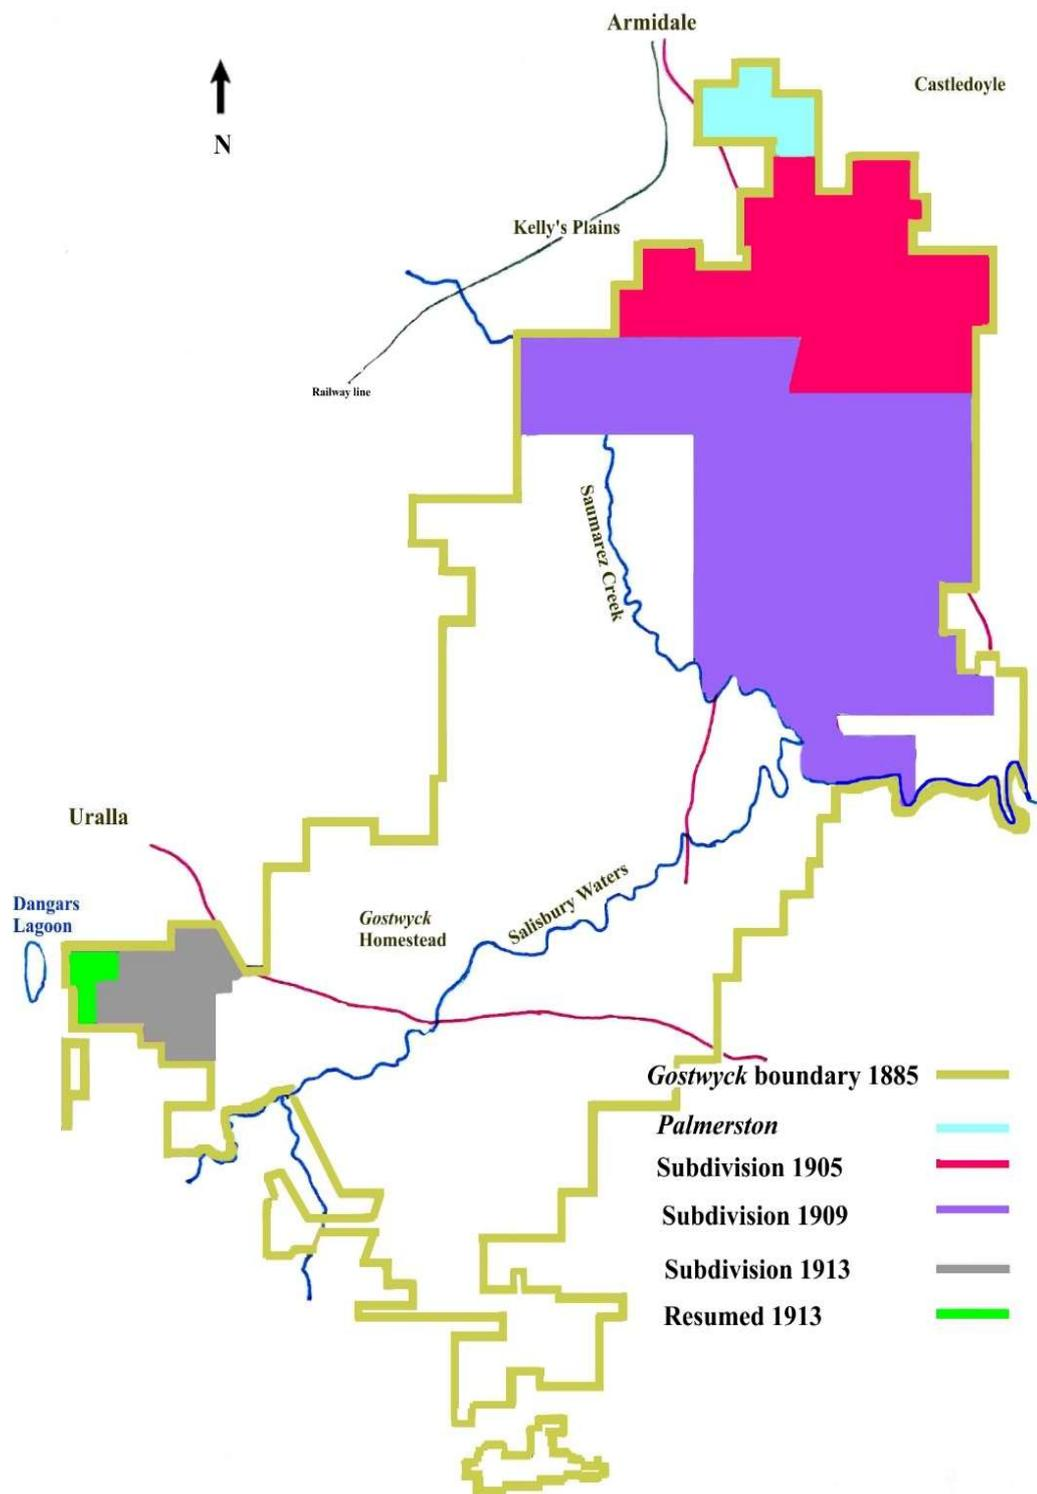 Armidale
Castledoyle
N
Kelly's Plains
Railway line
Saumarez Creek
Uralla
Salisbury Waters
Dangars
Lagoon
Gostwyck
Homestead
Gostwyck boundary 1885
Palmerston
Subdivision 1905
Subdivision 1909
Subdivision 1913
Resumed 1913